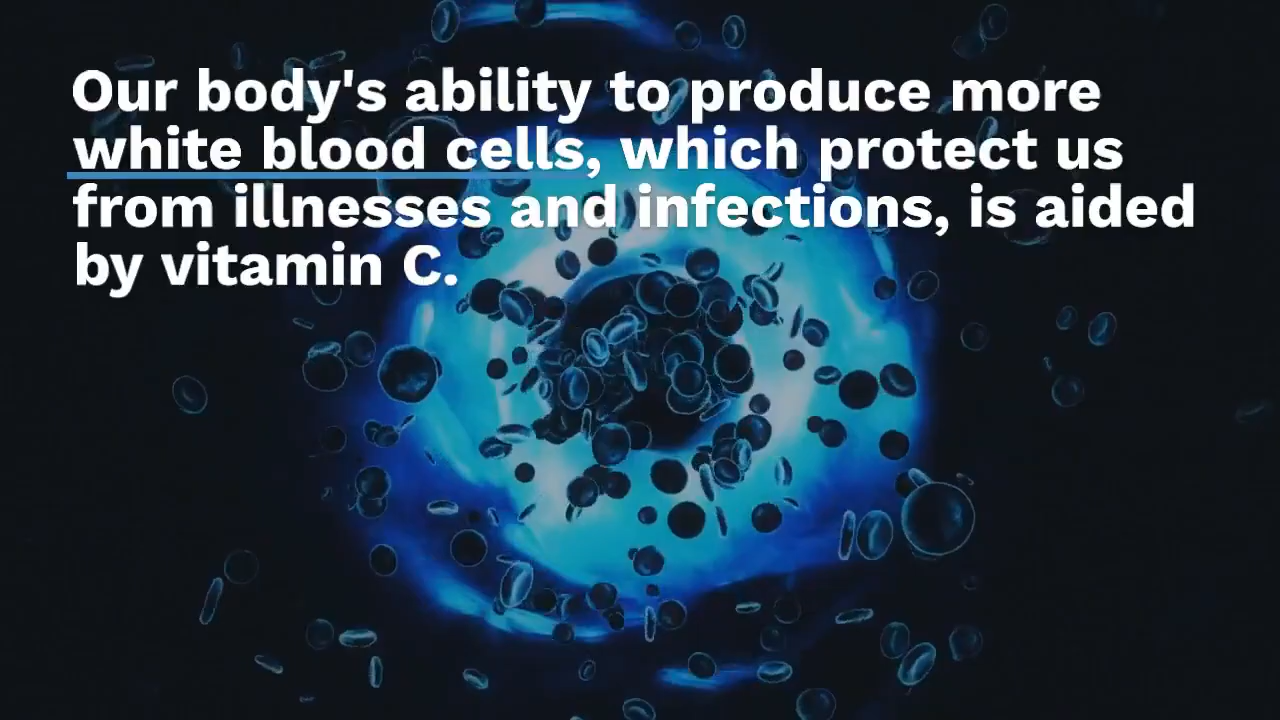 Our body's ability to produce more
white blood cells, which protect us
from illnesses and infections, is aided
by vitamin C.